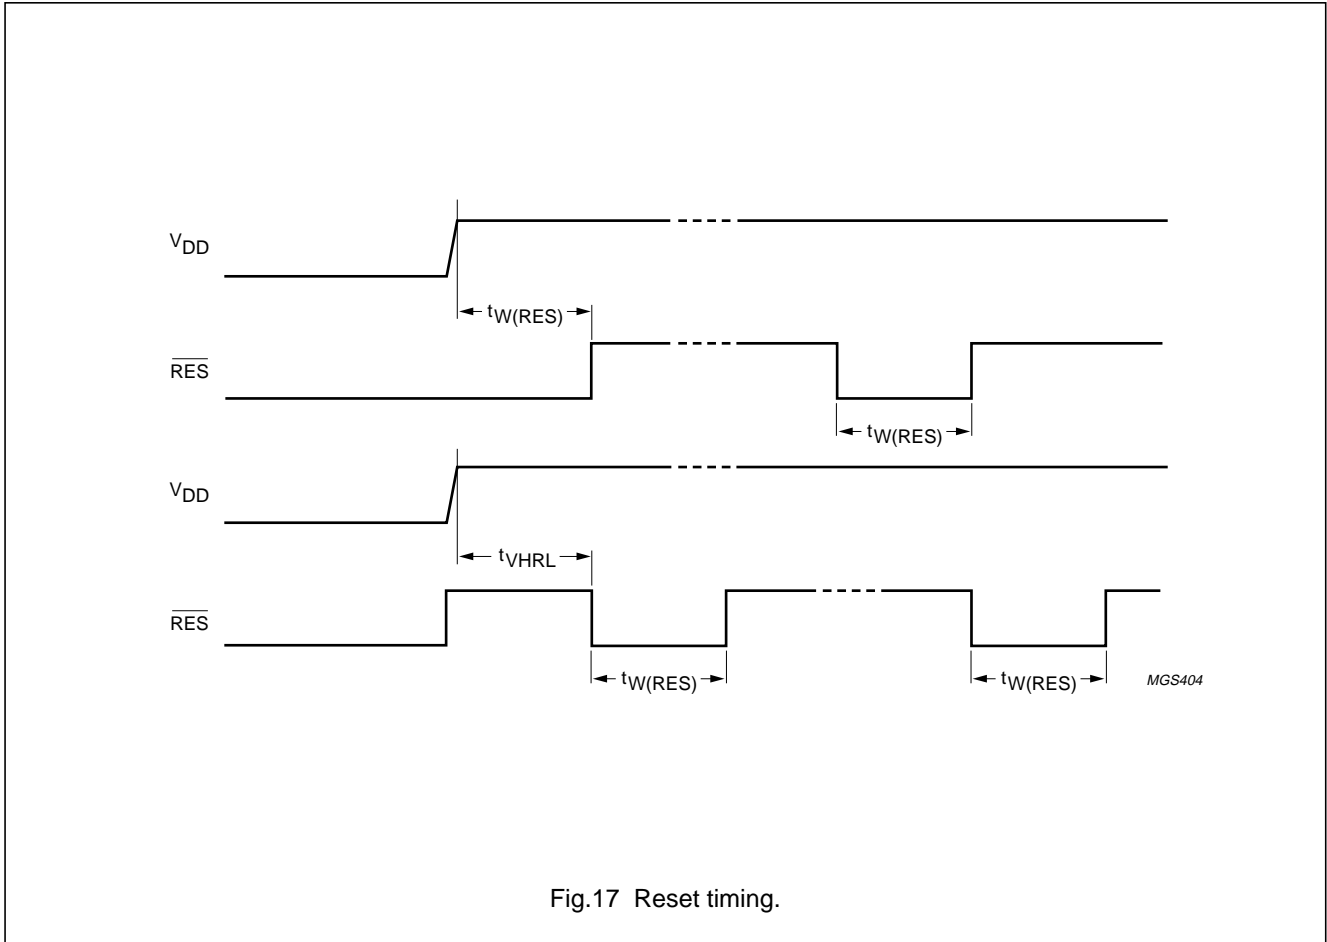 VDD
tW(RES)
RES
tW(RES)
VDD
tVHRL
RES
tW(RES) tW(RES)
MGS404
Fig.17 Reset timing.